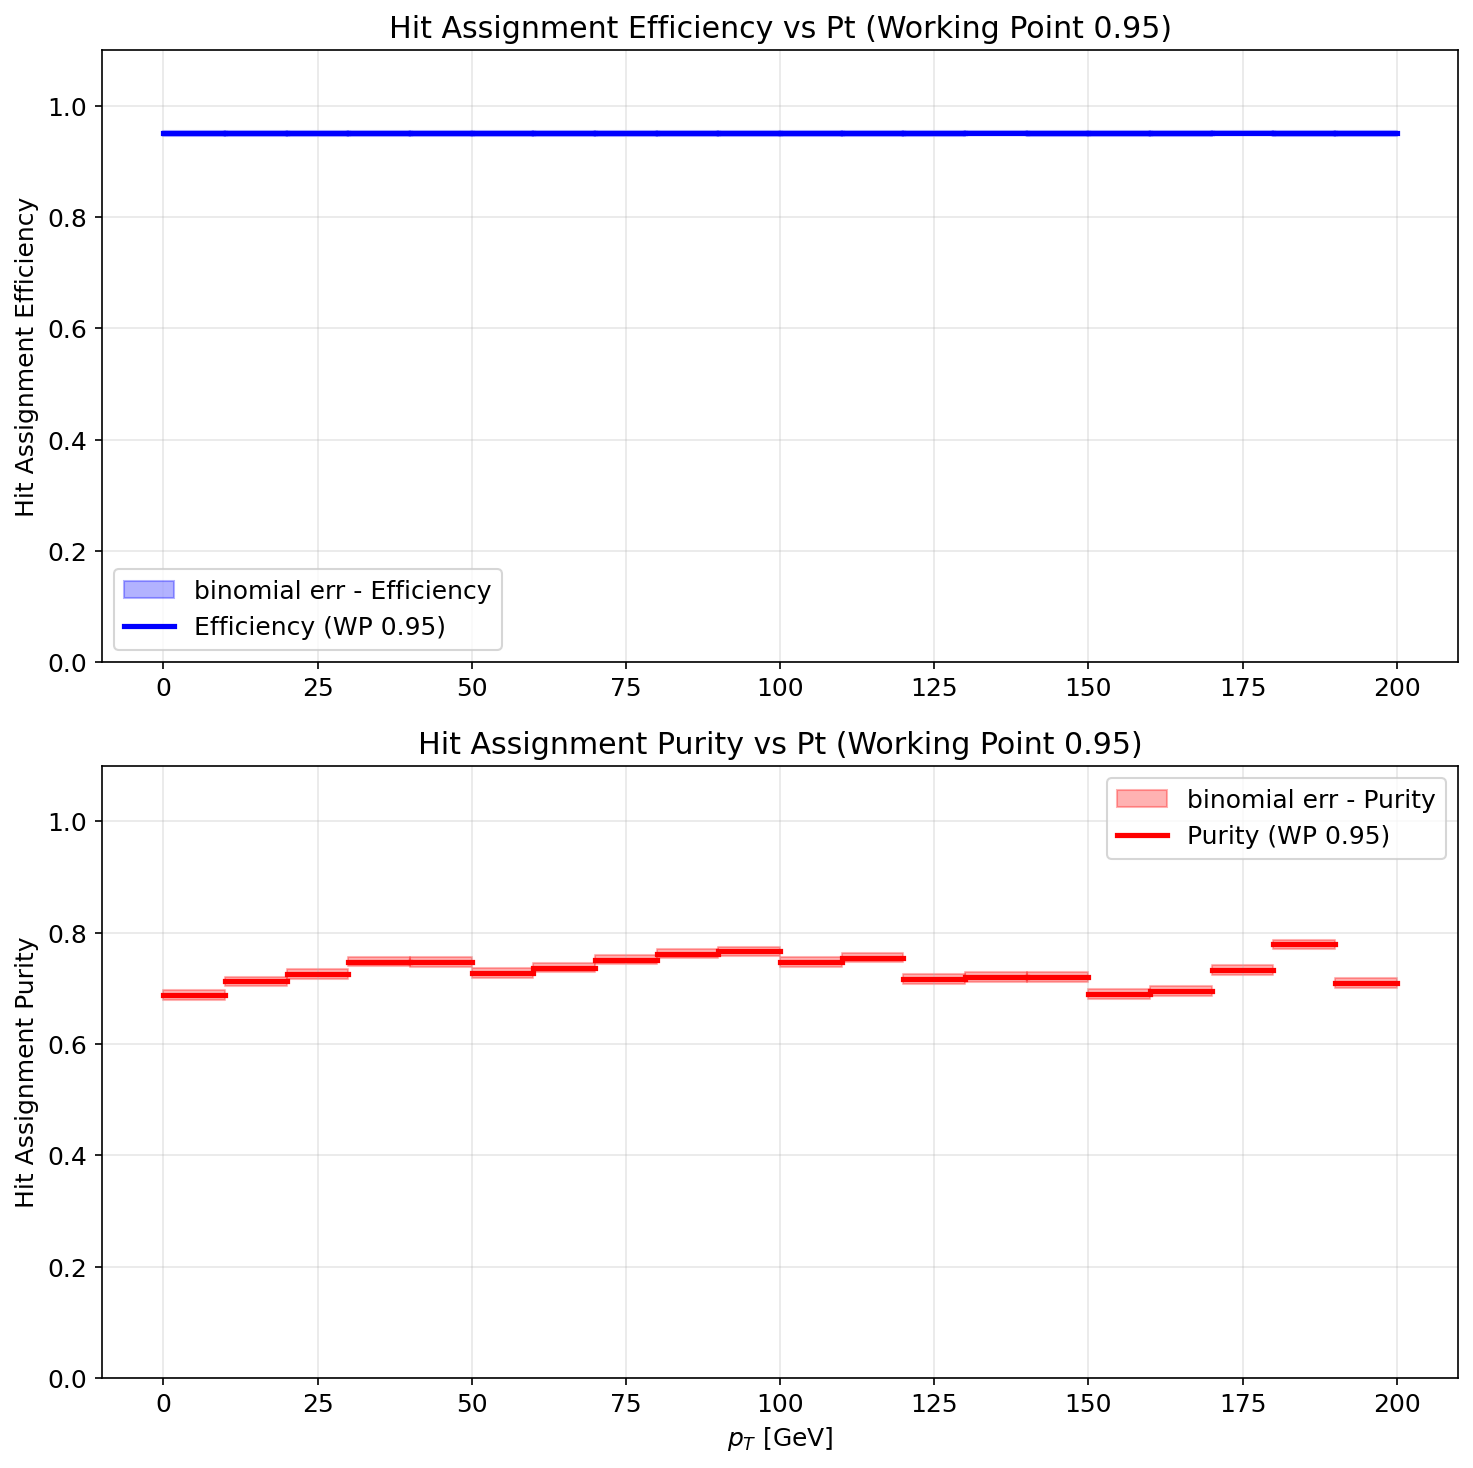 Hit Assignment Efficiency vs Pt (Working Point 0.95)
Hit Assignment Efficiency
1.0
0.8
0.6
0.4
0.2
0.0
binomial err - Efficiency
Efficiency (WP 0.95)
0 25 50 75 100 125 150 175 200
Hit Assignment Purity vs Pt (Working Point 0.95)
Hit Assignment Purity
1.0
0.8
0.6
0.4
0.2
0.0
binomial err - Purity
Purity (WP 0.95)
0 25 50 75 100 125 150 175 200
p_T [GeV]